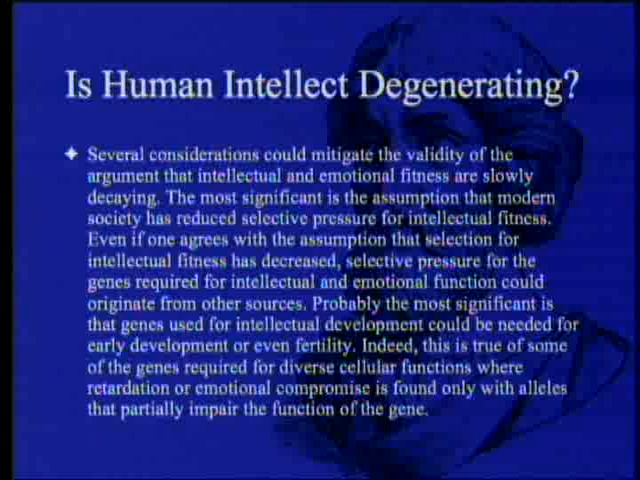 Is Human Intellect Degenerating?
Several considerations could mitigate the validity of the
argument that intellectual and emotional fitness are slowly
decaying. The most significant is the assumption that modern
society has reduced selective pressure for intellectual fitness.
Even if one agrees with the assumption that selection for
intellectual fitness has decreased, selective pressure for the
genes required for intellectual and emotional function could
originate from other sources. Probably the most significant is
that genes used for intellectual development could be needed for
early development or even fertility. Indeed, this is true of some
of the genes required for diverse cellular functions where
retardation or emotional compromise is found only with alleles
that partially impair the function of the gene.